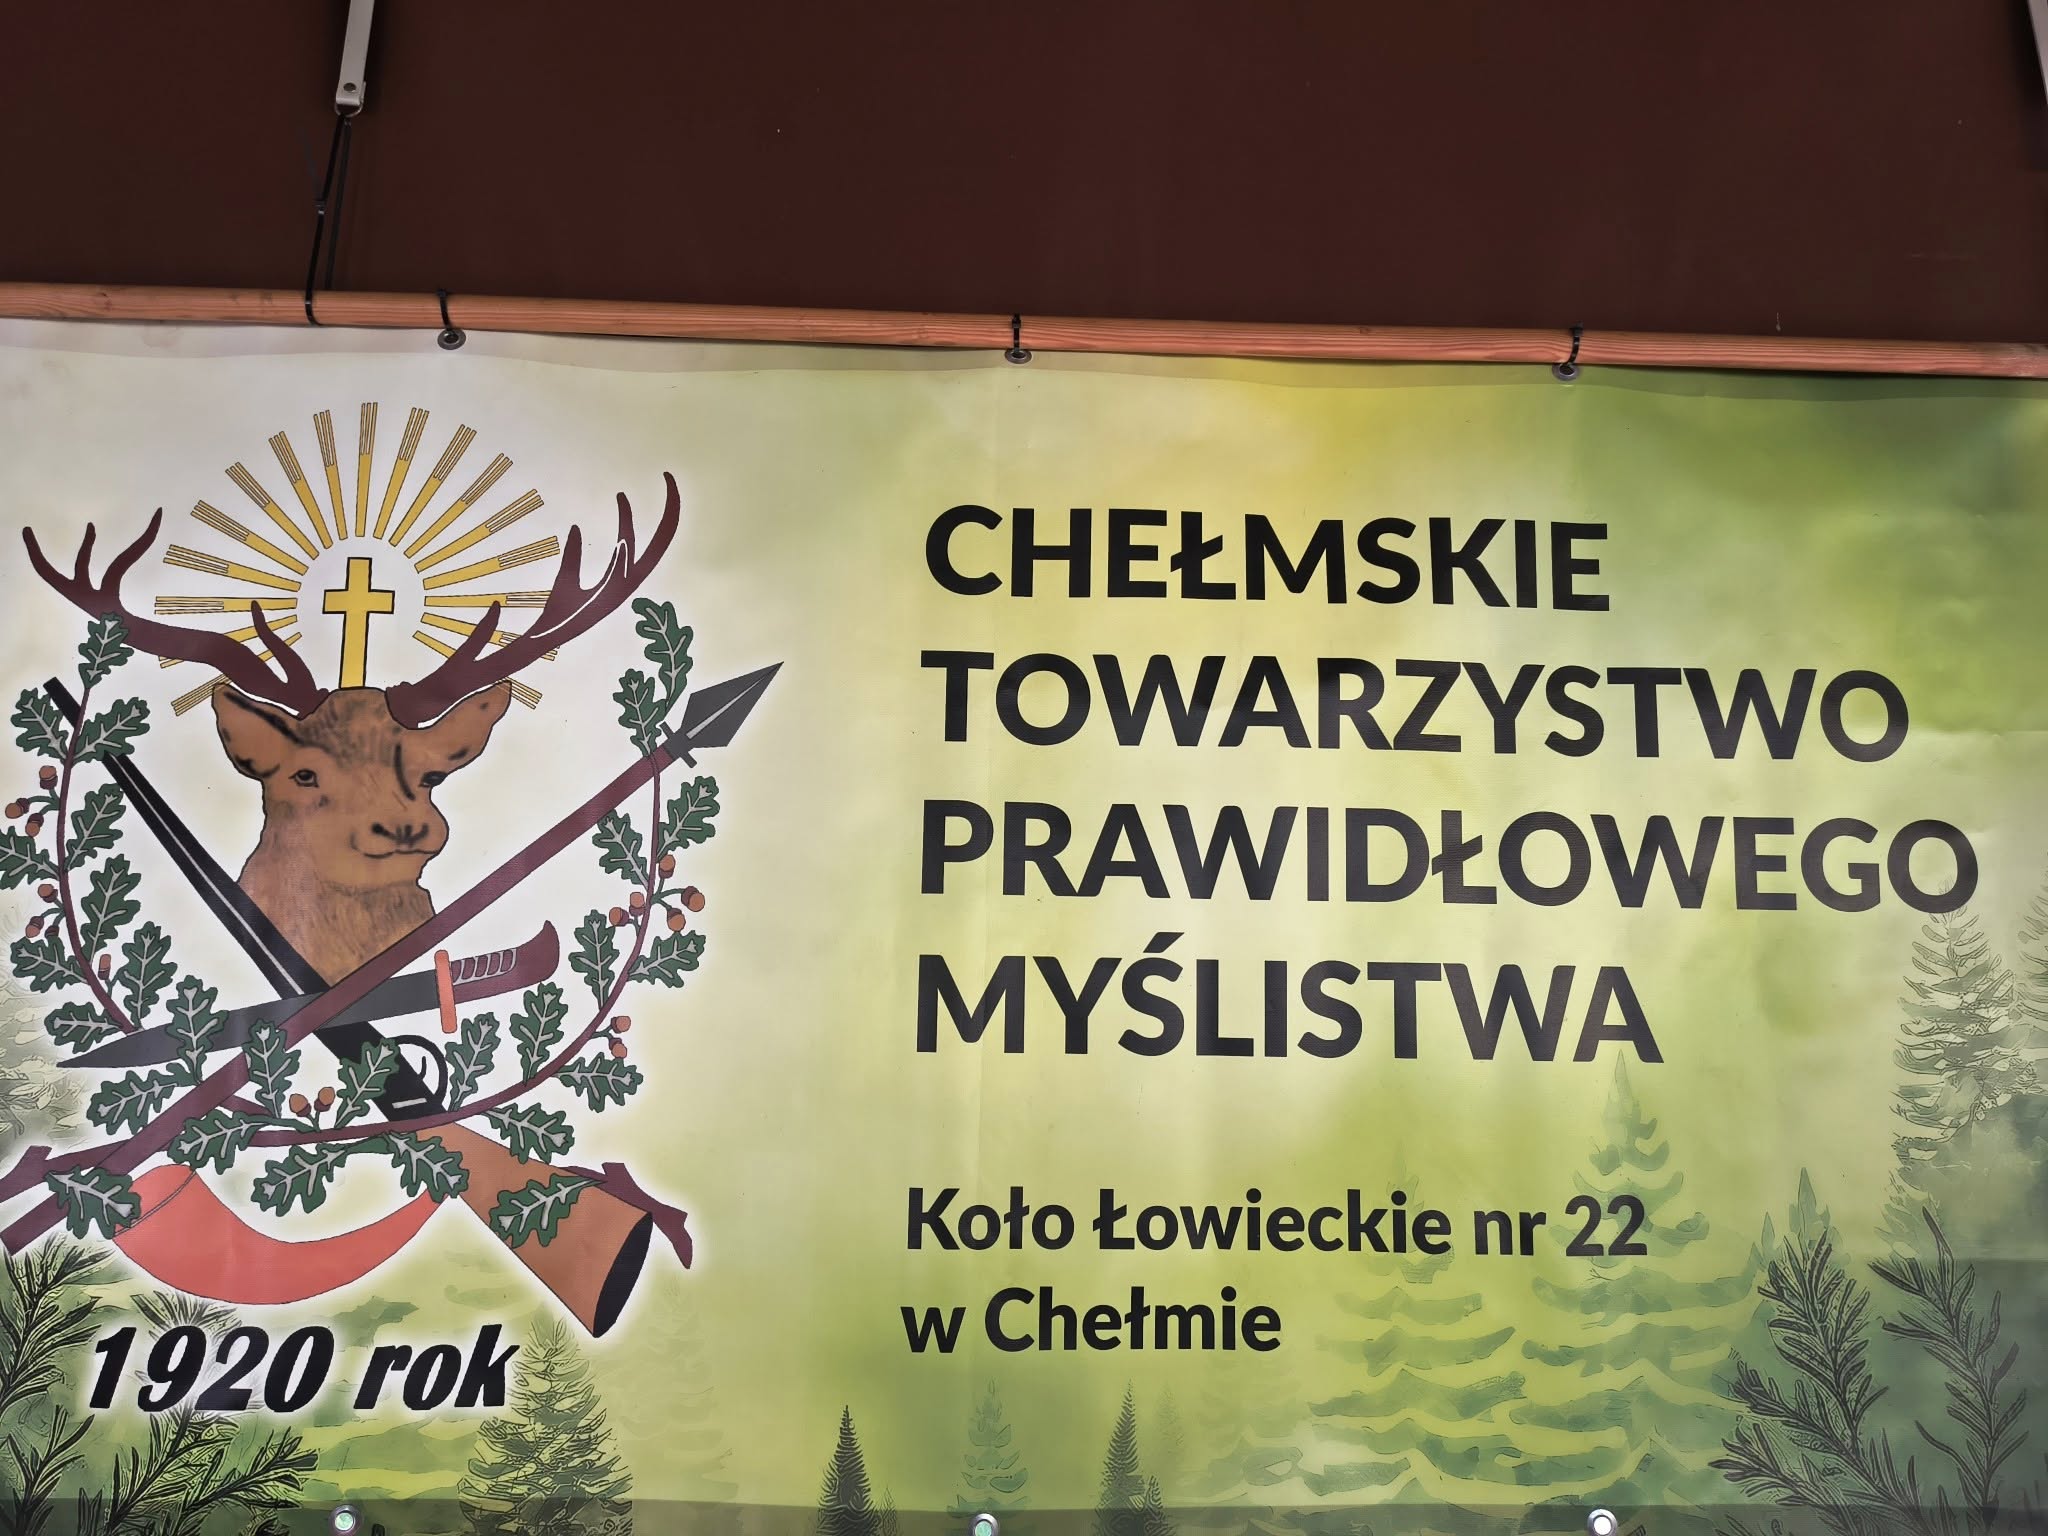 CHEŁMSKIE
TOWARZYSTWO
PRAWIDŁOWEGO
MYŚLISTWA
Koło Łowieckie nr 22
w Chełmie
1920 rok